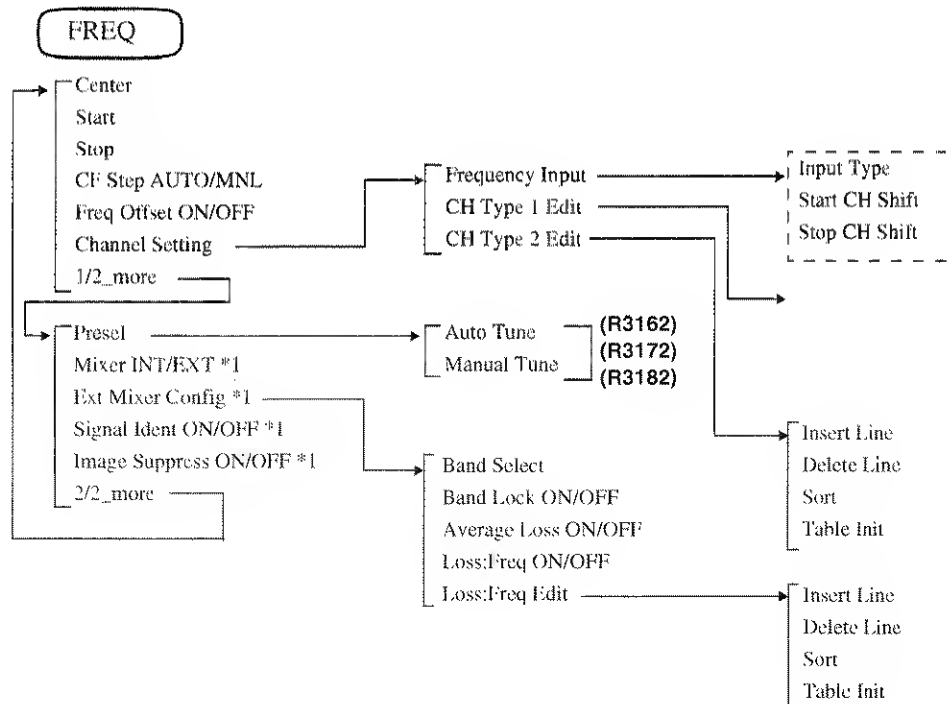 FREQ
Center
Start
Stop
CF Step AUTO/MNL
Freq Offset ON/OFF
Channel Setting
1/2_more
Frequency Input
CH Type 1 Edit
CH Type 2 Edit
Input Type
Start CH Shift
Stop CH Shift
Presel
Mixer INT/EXT *1
Ext Mixer Config *1
Signal Ident ON/OFF *1
Image Suppress ON/OFF *1
2/2_more
Auto Tune
Manual Tune
(R3162)
(R3172)
(R3182)
Insert Line
Delete Line
Sort
Table Init
Band Select
Band Lock ON/OFF
Average Loss ON/OFF
Loss:Freq ON/OFF
Loss:Freq Edit
Insert Line
Delete Line
Sort
Table Init